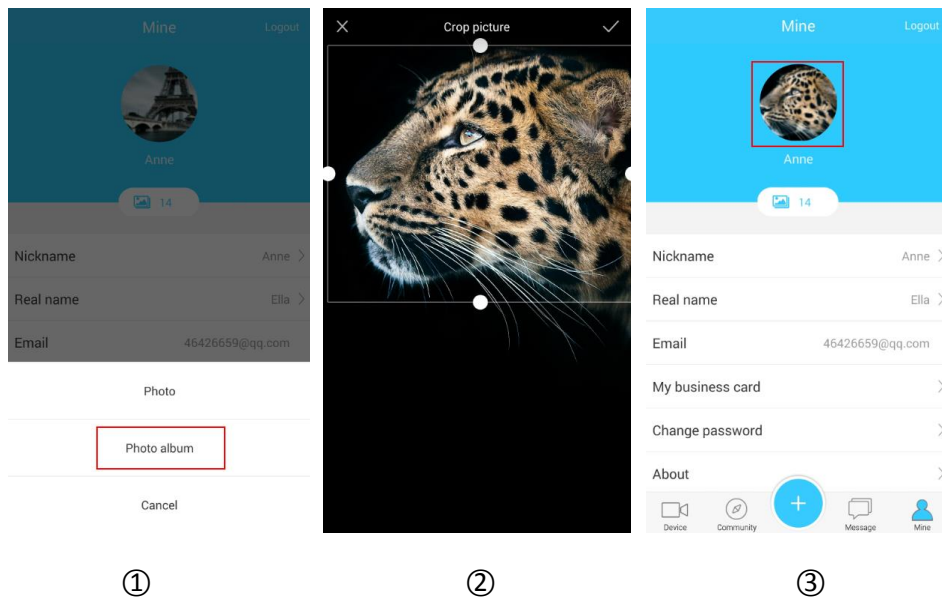 Mine
Logout
Anne
14
Nickname
Anne
Real name
Ella
Email
46426659@qq.com
Photo
Photo album
Cancel
Crop picture
Mine
Logout
Anne
14
Nickname
Anne
Real name
Ella
Email
46426659@qq.com
My business card
Change password
About
Device
Community
Message
Mine
① ② ③